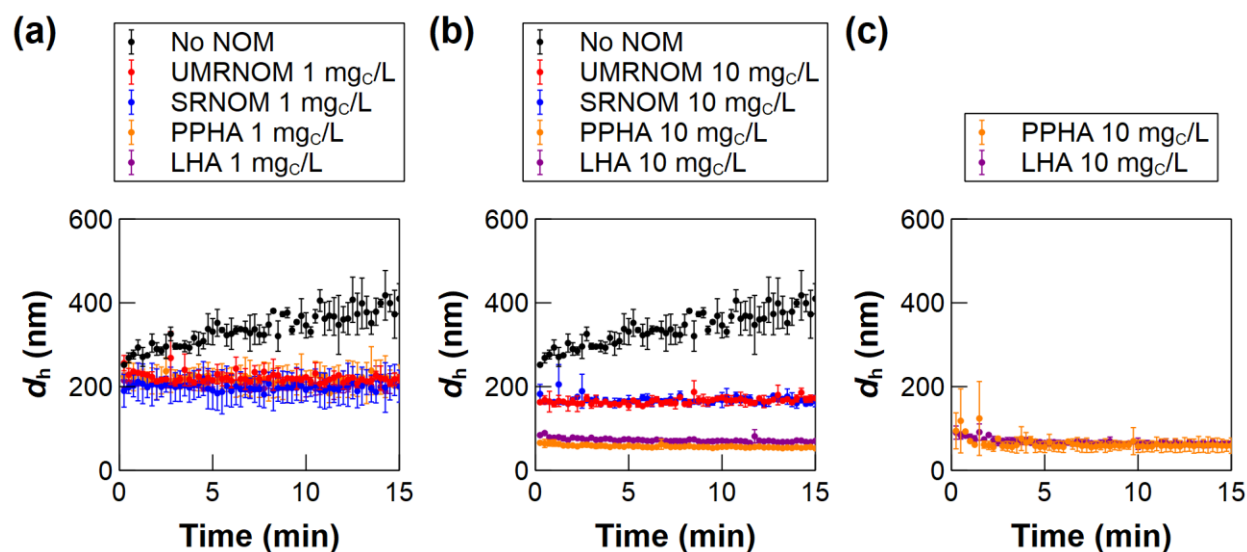 (a)
No NOM
UMRNOM 1 mgC/L
SRNOM 1 mgC/L
PPHA 1 mgC/L
LHA 1 mgC/L
600
400
200
0
dh (nm)
0 5 10 15
Time (min)
(b)
No NOM
UMRNOM 10 mgC/L
SRNOM 10 mgC/L
PPHA 10 mgC/L
LHA 10 mgC/L
600
400
200
0
dh (nm)
0 5 10 15
Time (min)
(c)
PPHA 10 mgC/L
LHA 10 mgC/L
600
400
200
0
dh (nm)
0 5 10 15
Time (min)